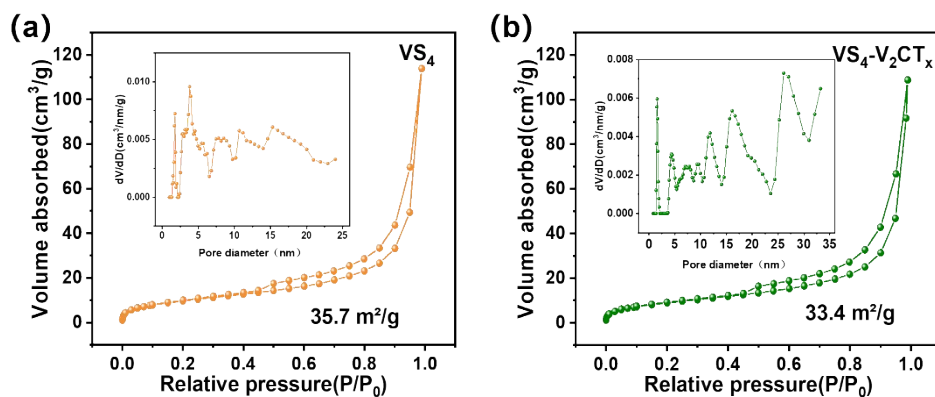 (a)
VS₄
Volume absorbed(cm³/g)
120
100
80
60
40
20
0
0.0 0.2 0.4 0.6 0.8 1.0
Relative pressure(P/P₀)
35.7 m²/g
dV/dD(cm³/nm/g)
0.010
0.005
0.000
0 5 10 15 20 25
Pore diameter（nm）
(b)
VS₄-V₂CTₓ
Volume absorbed(cm³/g)
120
100
80
60
40
20
0
0.0 0.2 0.4 0.6 0.8 1.0
Relative pressure(P/P₀)
33.4 m²/g
dV/dD(cm³/nm/g)
0.008
0.006
0.004
0.002
0.000
0 5 10 15 20 25 30 35
Pore diameter（nm）